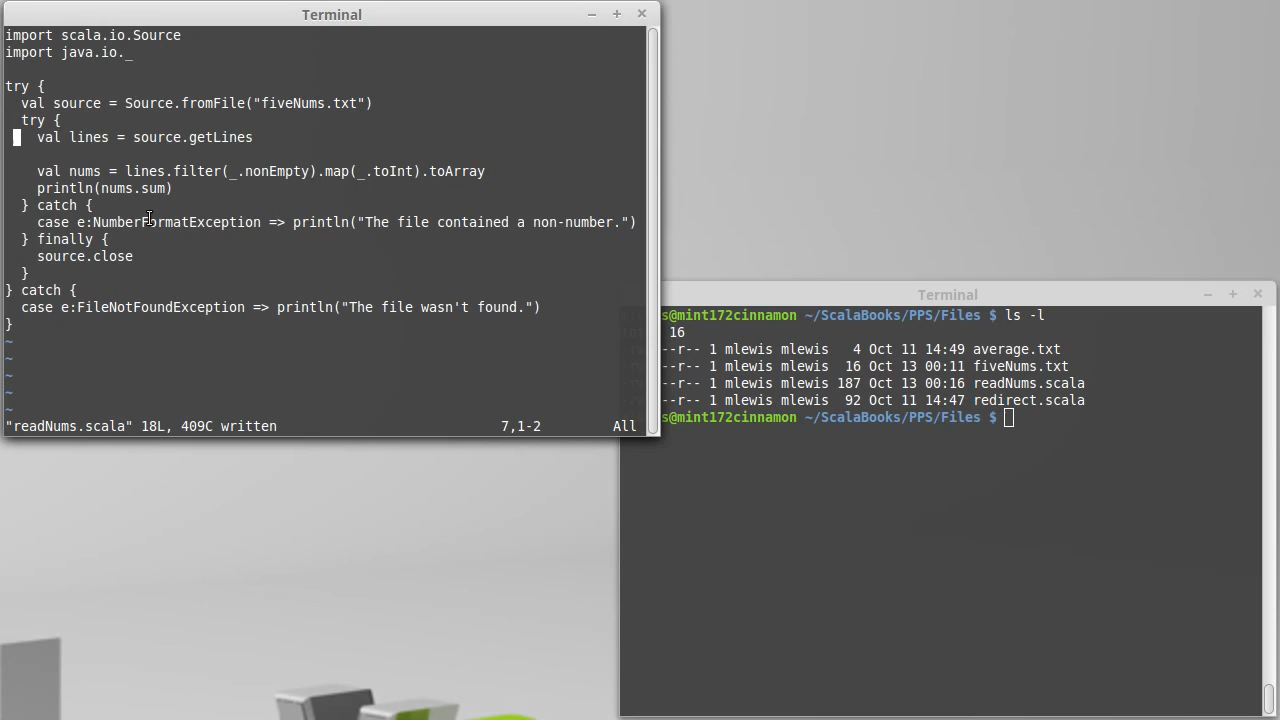 Terminal
import scala.io.Source
import java.io._
try {
  val source = Source.fromFile("fiveNums.txt")
  try {
    val lines = source.getLines
    val nums = lines.filter(_.nonEmpty).map(_.toInt).toArray
    println(nums.sum)
  } catch {
    case e:NumberFormatException => println("The file contained a non-number.")
  } finally {
    source.close
  }
} catch {
  case e:FileNotFoundException => println("The file wasn't found.")
}
~
~
~
~
~
"readNums.scala" 18L, 409C written 7,1-2 All
Terminal
s@mint172cinnamon ~/ScalaBooks/PPS/Files $ ls -l
16
--r-- 1 mlewis mlewis   4 Oct 11 14:49 average.txt
--r-- 1 mlewis mlewis  16 Oct 13 00:11 fiveNums.txt
--r-- 1 mlewis mlewis 187 Oct 13 00:16 readNums.scala
--r-- 1 mlewis mlewis  92 Oct 11 14:47 redirect.scala
s@mint172cinnamon ~/ScalaBooks/PPS/Files $